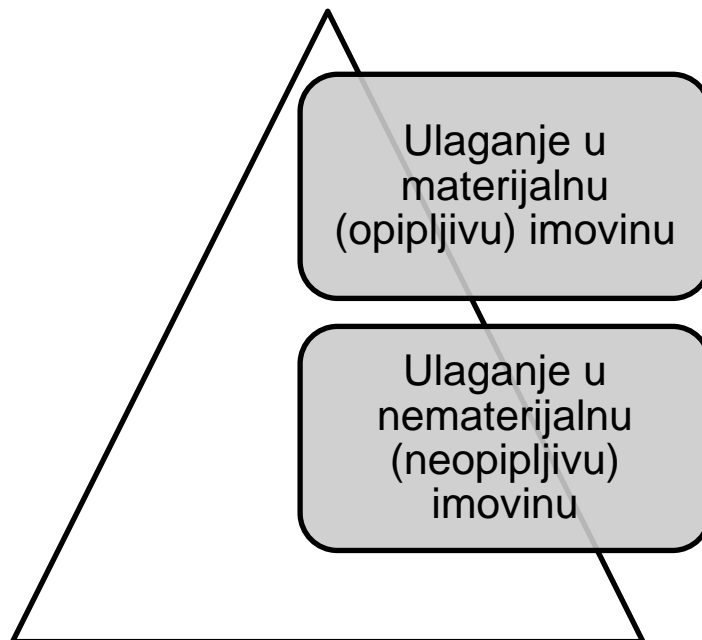 Ulaganje u
materijalnu
(opipljivu) imovinu
Ulaganje u
nematerijalnu
(neopipljivu)
imovinu